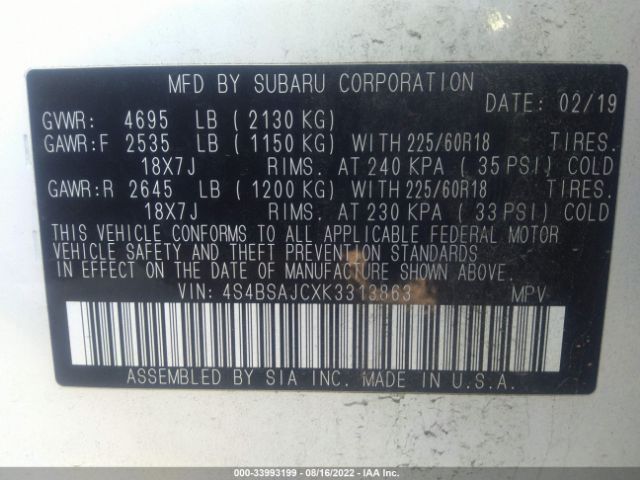 MFD BY SUBARU CORPORATION
DATE: 02/19
GVWR: 4695 LB ( 2130 KG)
GAWR:F 2535 LB ( 1150 KG) WITH 225/60R18 TIRES.
18X7J RIMS. AT 240 KPA ( 35 PSI) COLD
GAWR:R 2645 LB ( 1200 KG) WITH 225/60R18 TIRES.
18X7J RIMS. AT 230 KPA ( 33 PSI) COLD
THIS VEHICLE CONFORMS TO ALL APPLICABLE FEDERAL MOTOR
VEHICLE SAFETY AND THEFT PREVENTION STANDARDS
IN EFFECT ON THE DATE OF MANUFACTURE SHOWN ABOVE.
VIN: 4S4BSAJCXK3313863 MPV
ASSEMBLED BY SIA INC. MADE IN U.S.A.
000-33993199 - 08/16/2022 - IAA Inc.